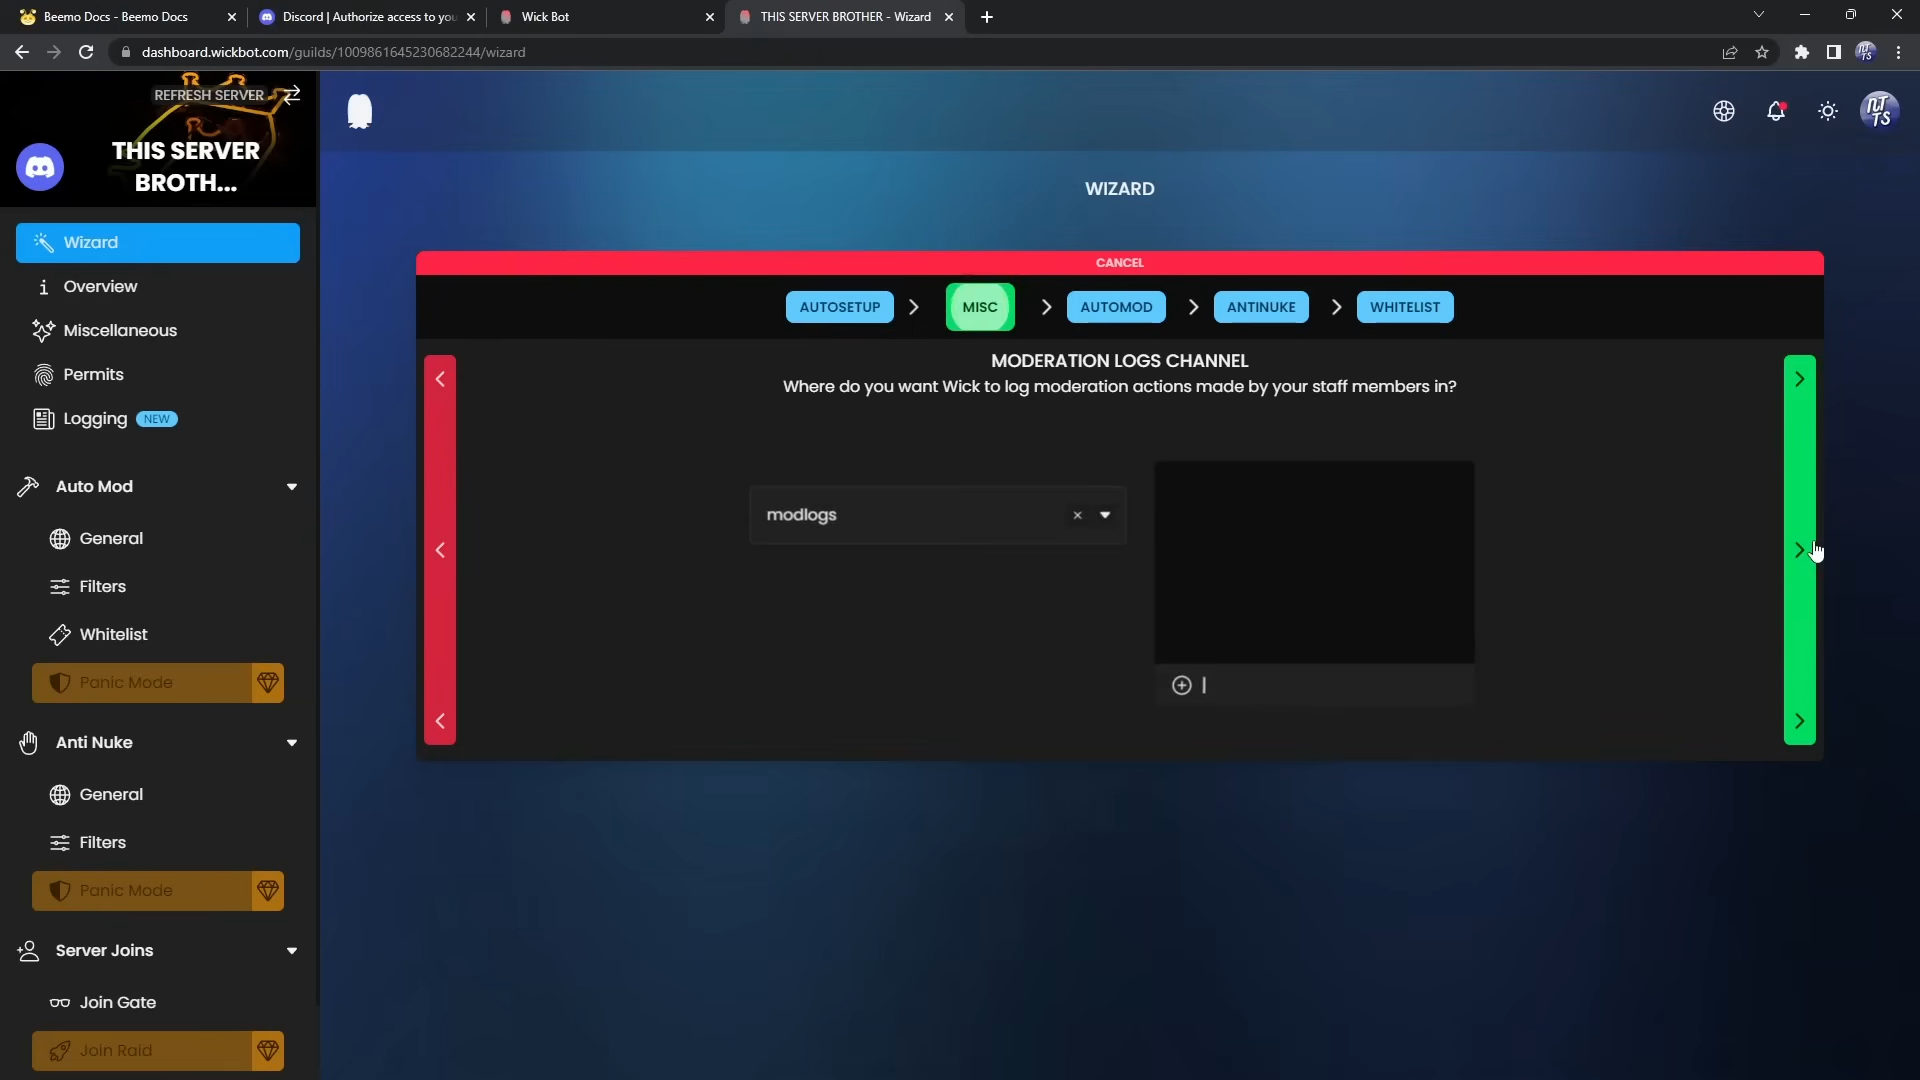 Beemo Docs - Beemo Docs
Discord | Authorize access to you
Wick Bot
THIS SERVER BROTHER - Wizard
dashboard.wickbot.com/guilds/1009861645230682244/wizard
REFRESH SERVER
THIS SERVER
BROTH...
Wizard
Overview
Miscellaneous
Permits
Logging NEW
Auto Mod
General
Filters
Whitelist
Panic Mode
Anti Nuke
General
Filters
Panic Mode
Server Joins
Join Gate
Join Raid
WIZARD
CANCEL
AUTOSETUP
MISC
AUTOMOD
ANTINUKE
WHITELIST
MODERATION LOGS CHANNEL
Where do you want Wick to log moderation actions made by your staff members in?
modlogs